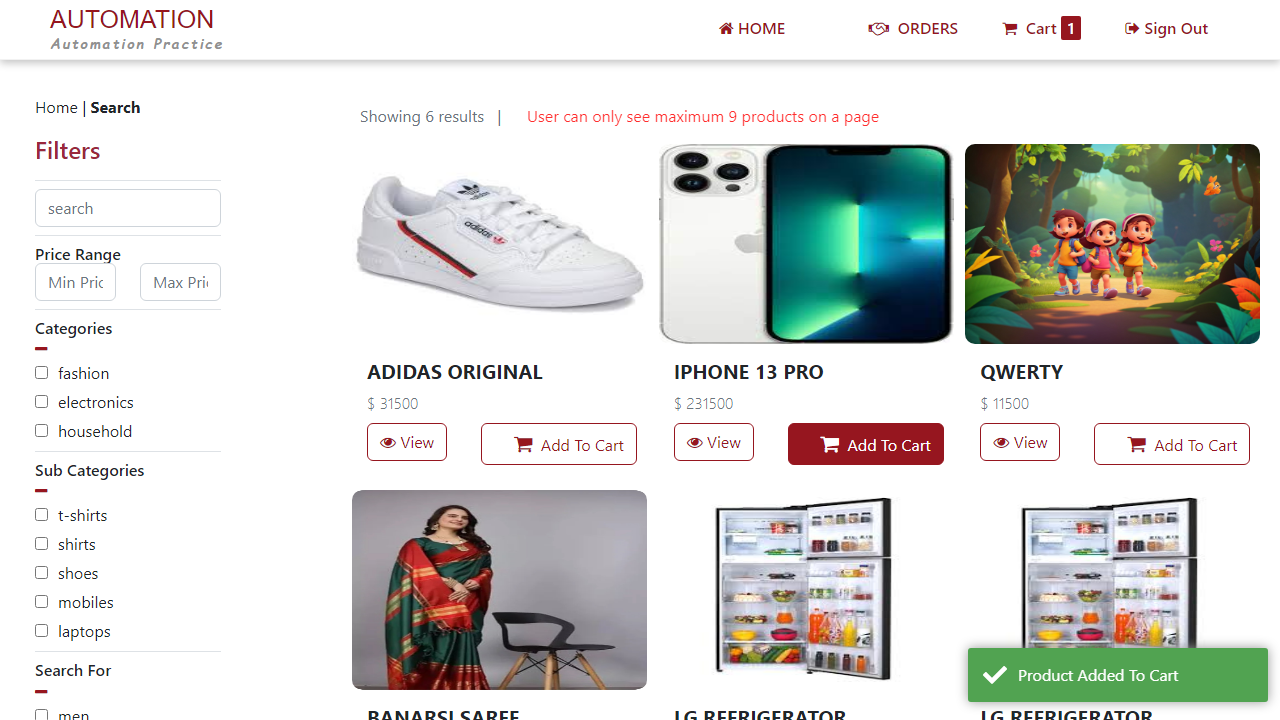 AUTOMATION
Automation Practice
HOME
ORDERS
Cart 1
Sign Out
Home | Search
Filters
search
Price Range
Min Pric
Max Pric
Categories
fashion
electronics
household
Sub Categories
t-shirts
shirts
shoes
mobiles
laptops
Search For
men
Showing 6 results |
User can only see maximum 9 products on a page
adidas
ADIDAS ORIGINAL
$ 31500
View
Add To Cart
IPHONE 13 PRO
$ 231500
View
Add To Cart
QWERTY
$ 11500
View
Add To Cart
BANARSI SAREE
LG REFRIGERATOR
LG REFRIGERATOR
Product Added To Cart